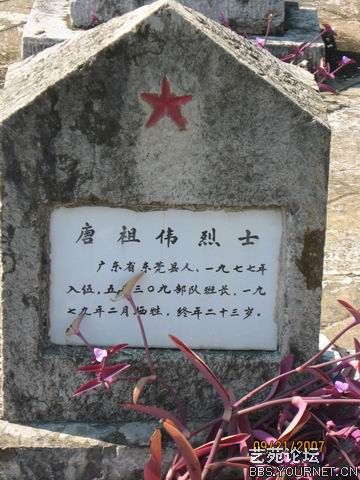 唐祖伟烈士
广东省东莞县人,一九七七年
入伍,五 三〇九部队班长,一九
七九年二月牺牲,终年二十三岁。
09/21/2007
艺苑论坛
BBS.YOURNET.CN